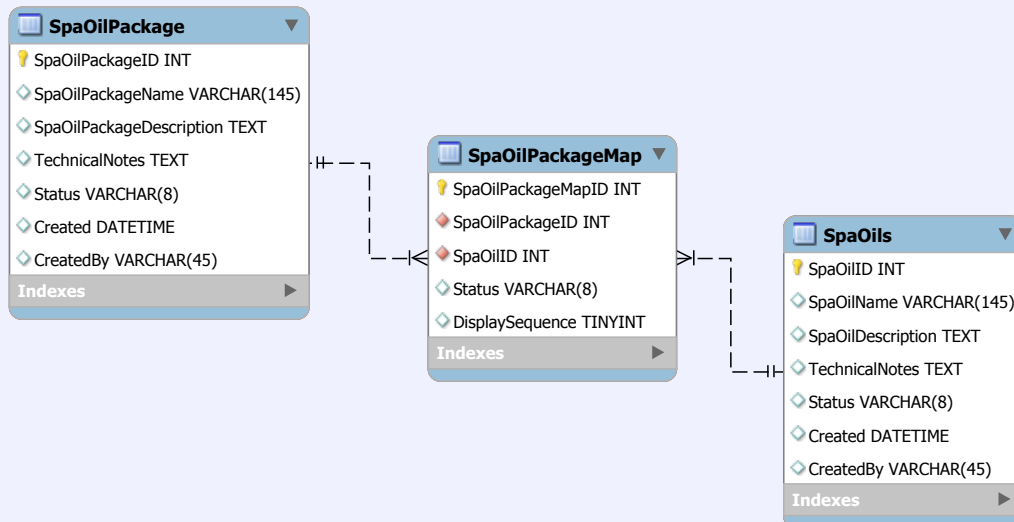 SpaOilPackage
SpaOilPackageID INT
SpaOilPackageName VARCHAR(145)
SpaOilPackageDescription TEXT
TechnicalNotes TEXT
Status VARCHAR(8)
Created DATETIME
CreatedBy VARCHAR(45)
Indexes
SpaOilPackageMap
SpaOilPackageMapID INT
SpaOilPackageID INT
SpaOilID INT
Status VARCHAR(8)
DisplaySequence TINYINT
Indexes
SpaOils
SpaOilID INT
SpaOilName VARCHAR(145)
SpaOilDescription TEXT
TechnicalNotes TEXT
Status VARCHAR(8)
Created DATETIME
CreatedBy VARCHAR(45)
Indexes